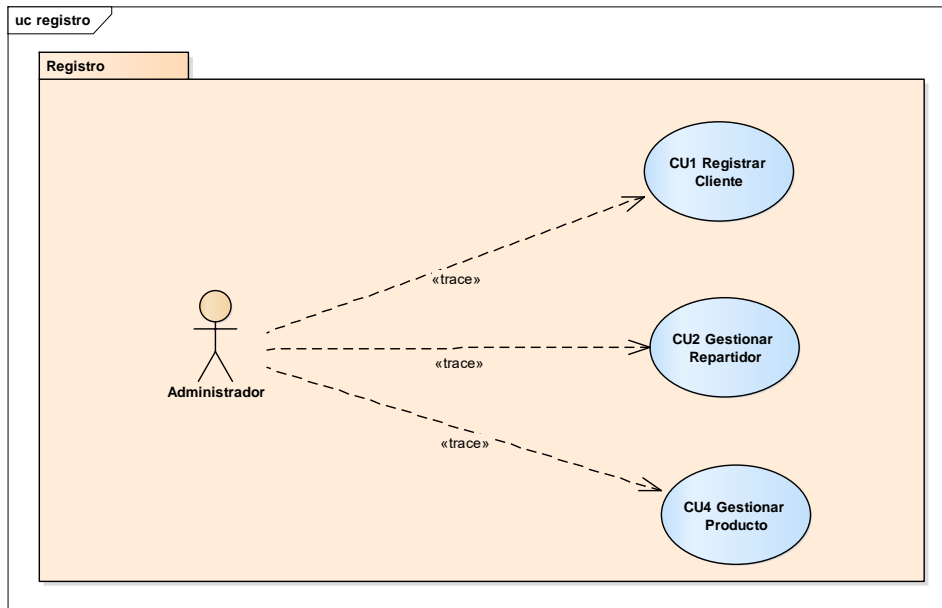 uc registro
Registro
CU1 Registrar
Cliente
«trace»
CU2 Gestionar
Repartidor
«trace»
Administrador
«trace»
CU4 Gestionar
Producto